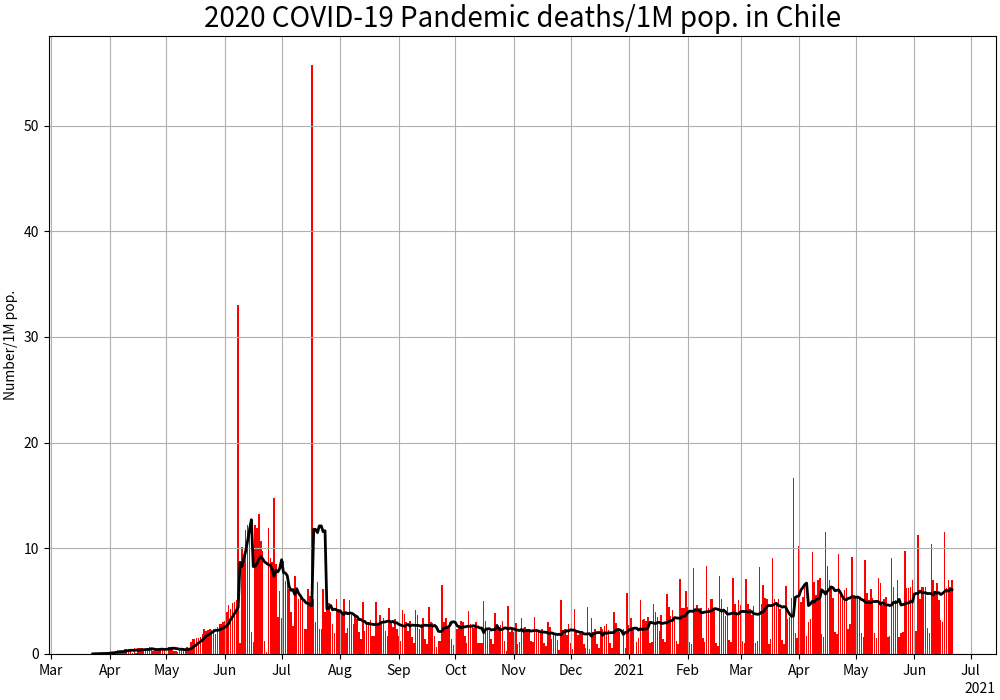 2020 COVID-19 Pandemic deaths/1M pop. in Chile
Number/1M pop.
50
40
30
20
10
0
Mar Apr May Jun Jul Aug Sep Oct Nov Dec 2021 Feb Mar Apr May Jun Jul
2021